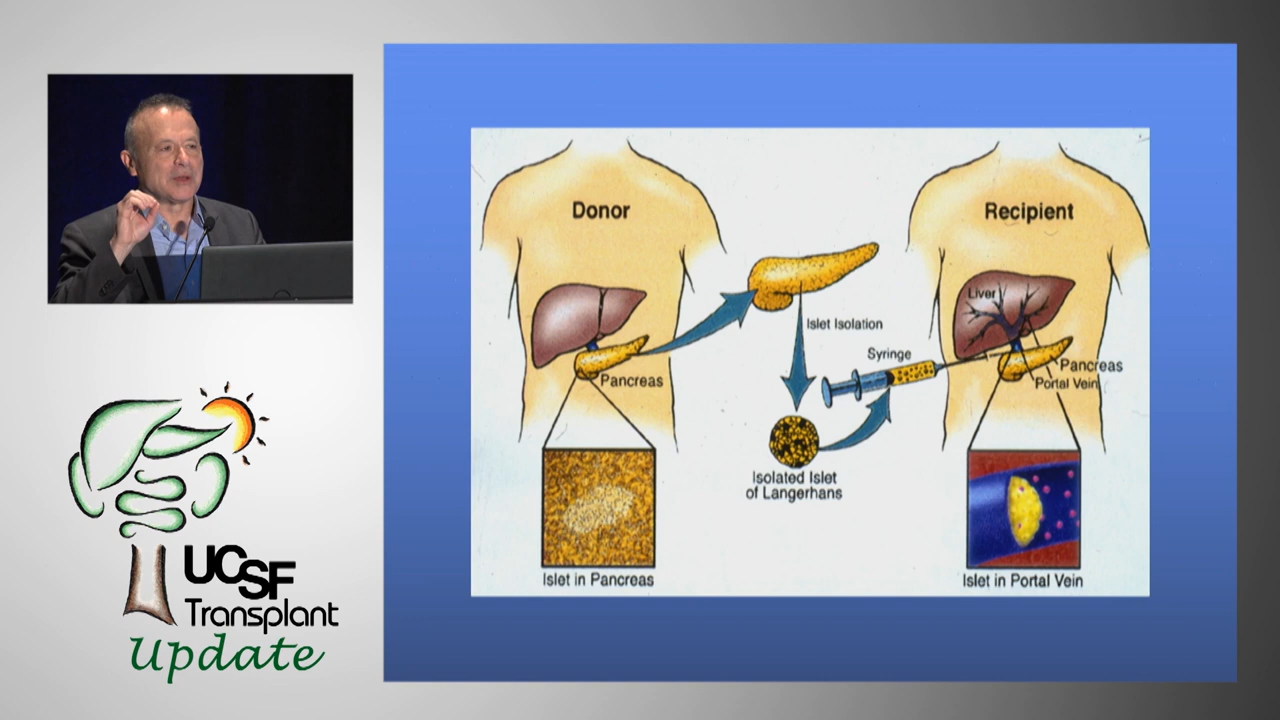 Donor
Recipient
Liver
Islet Isolation
Syringe
Pancreas
Pancreas
Portal Vein
Isolated Islet
of Langerhans
Islet in Pancreas
Islet in Portal Vein
UCSF
Transplant
Update